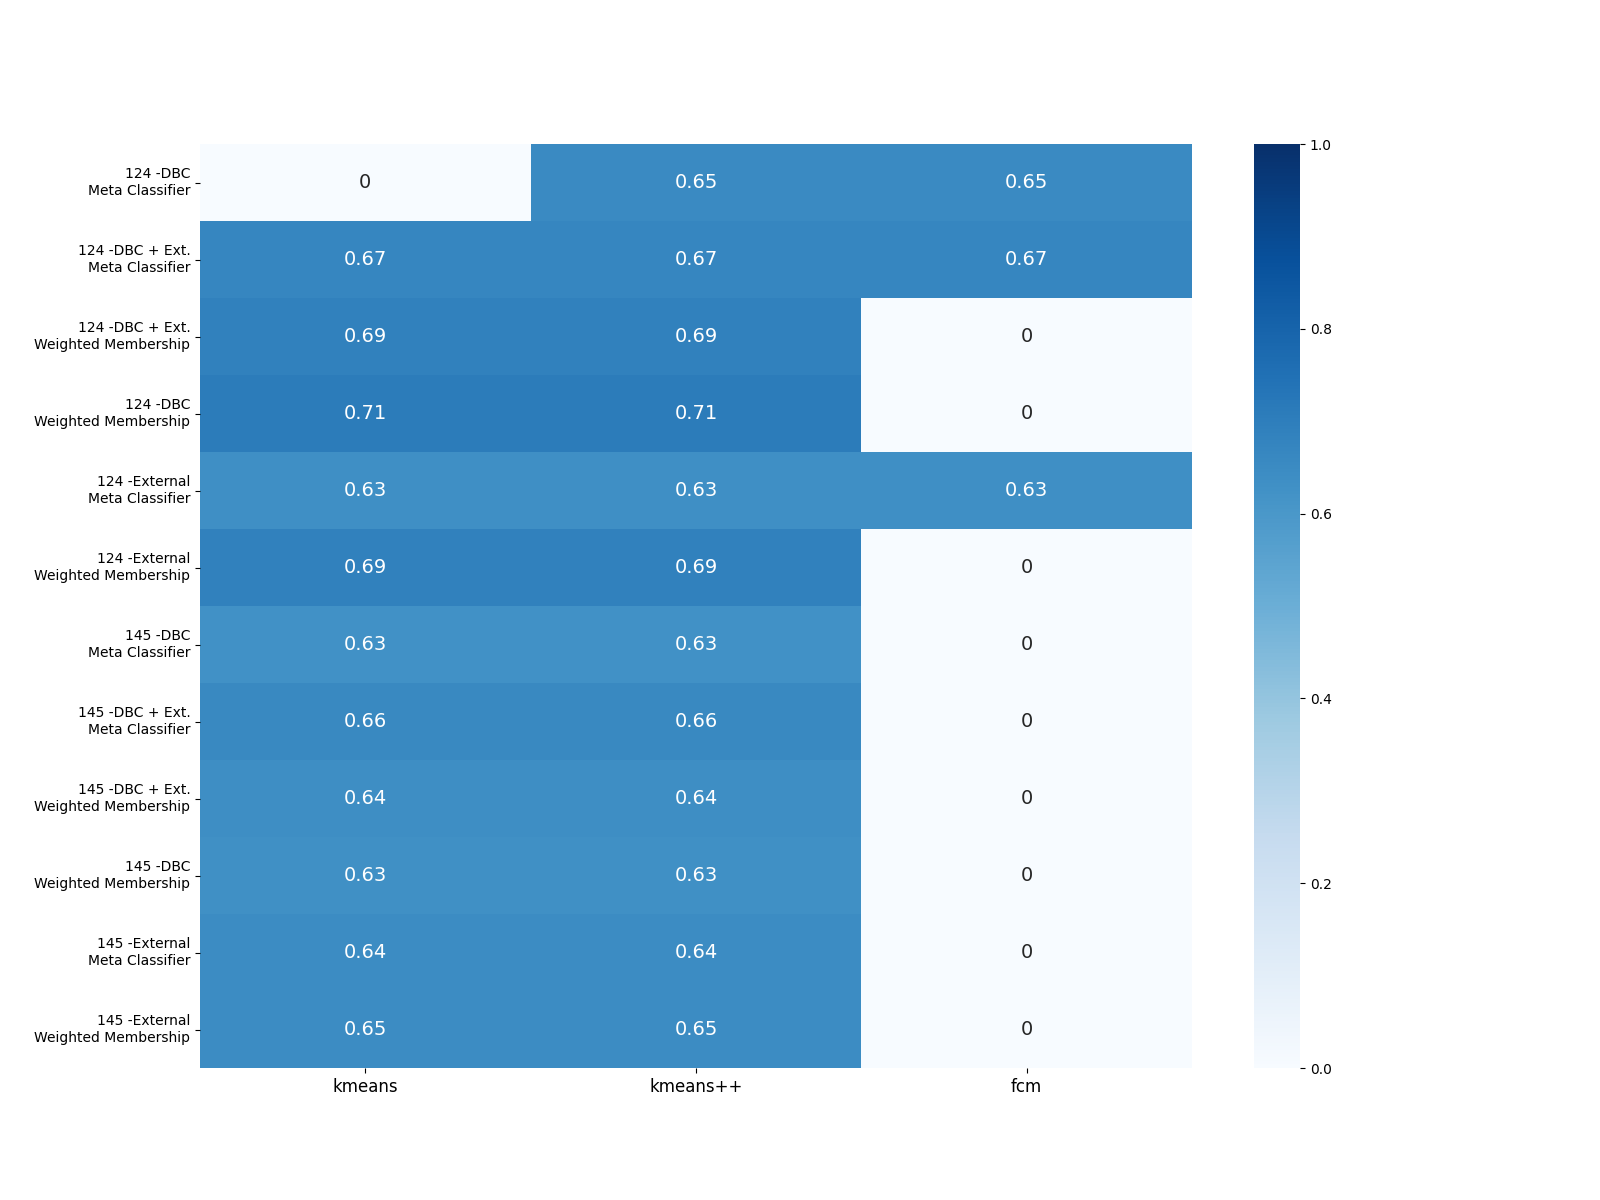 124 -DBC
Meta Classifier
0
0.65
0.65
124 -DBC + Ext.
Meta Classifier
0.67
0.67
0.67
124 -DBC + Ext.
Weighted Membership
0.69
0.69
0
124 -DBC
Weighted Membership
0.71
0.71
0
124 -External
Meta Classifier
0.63
0.63
0.63
124 -External
Weighted Membership
0.69
0.69
0
145 -DBC
Meta Classifier
0.63
0.63
0
145 -DBC + Ext.
Meta Classifier
0.66
0.66
0
145 -DBC + Ext.
Weighted Membership
0.64
0.64
0
145 -DBC
Weighted Membership
0.63
0.63
0
145 -External
Meta Classifier
0.64
0.64
0
145 -External
Weighted Membership
0.65
0.65
0
kmeans
kmeans++
fcm
1.0
0.8
0.6
0.4
0.2
0.0